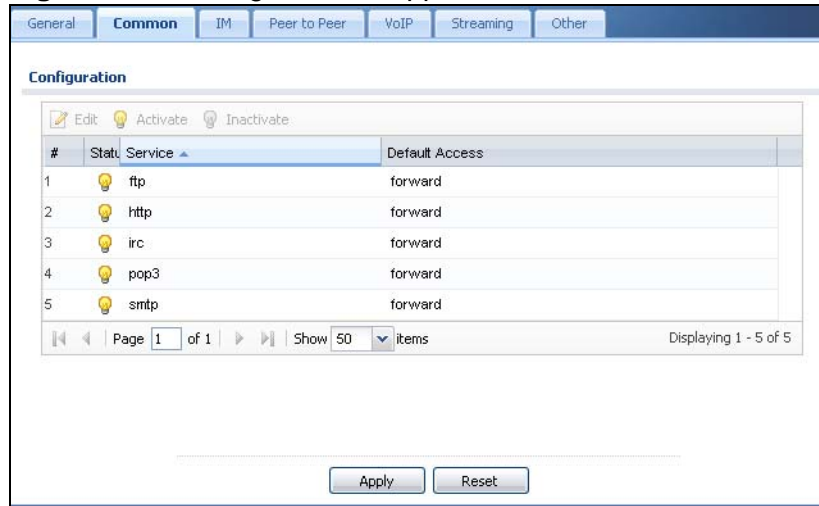 General Common IM Peer to Peer VoIP Streaming Other
Configuration
Edit Activate Inactivate
# Statu Service Default Access
1 ftp forward
2 http forward
3 irc forward
4 pop3 forward
5 smtp forward
Page 1 of 1 Show 50 items Displaying 1 - 5 of 5
Apply Reset